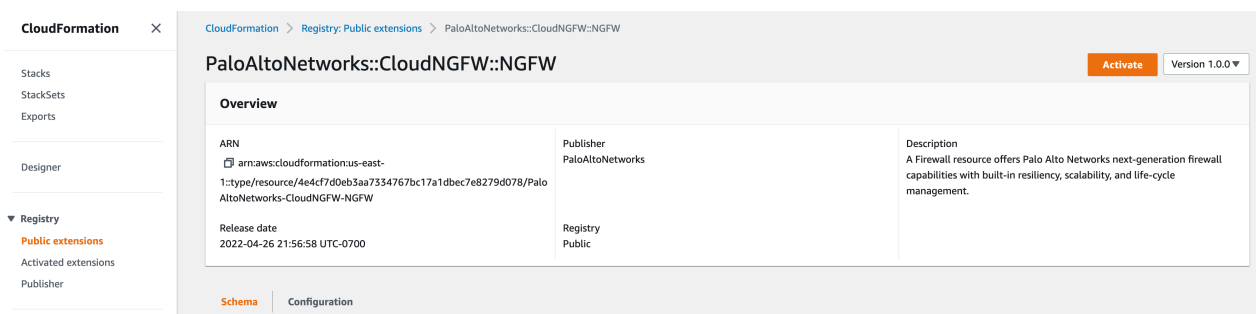 CloudFormation
CloudFormation > Registry: Public extensions > PaloAltoNetworks::CloudNGFW::NGFW
PaloAltoNetworks::CloudNGFW::NGFW
Activate
Version 1.0.0
Stacks
StackSets
Exports
Designer
Registry
Public extensions
Activated extensions
Publisher
Overview
ARN
arn:aws:cloudformation:us-east-
1::type/resource/4e4cf7d0eb3aa7334767bc17a1dbec7e8279d078/Palo
AltoNetworks-CloudNGFW-NGFW
Publisher
PaloAltoNetworks
Description
A Firewall resource offers Palo Alto Networks next-generation firewall
capabilities with built-in resiliency, scalability, and life-cycle
management.
Release date
2022-04-26 21:56:58 UTC-0700
Registry
Public
Schema
Configuration